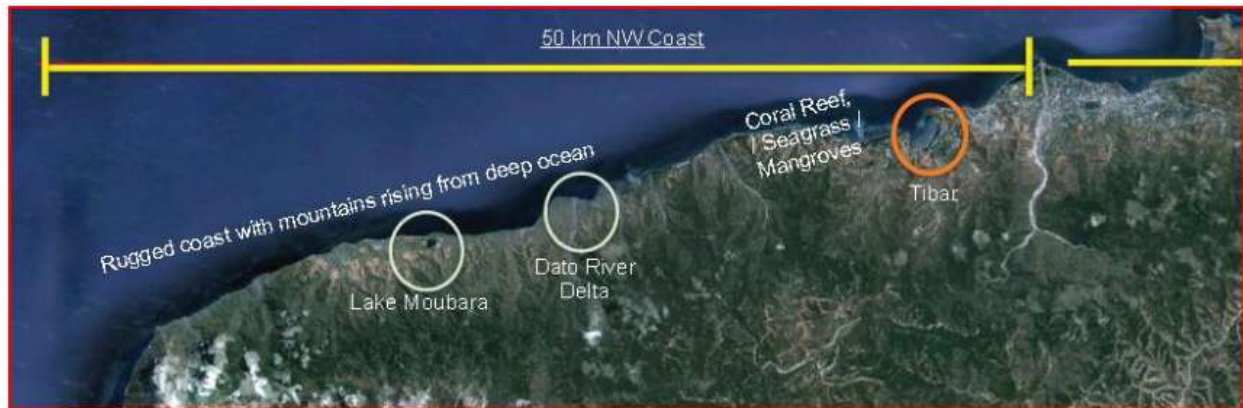 50 km NW Coast
Coral Reef,
/ Seagrass /
Mangroves
Rugged coast with mountains rising from deep ocean
Tibar
Dato River
Delta
Lake Moubara